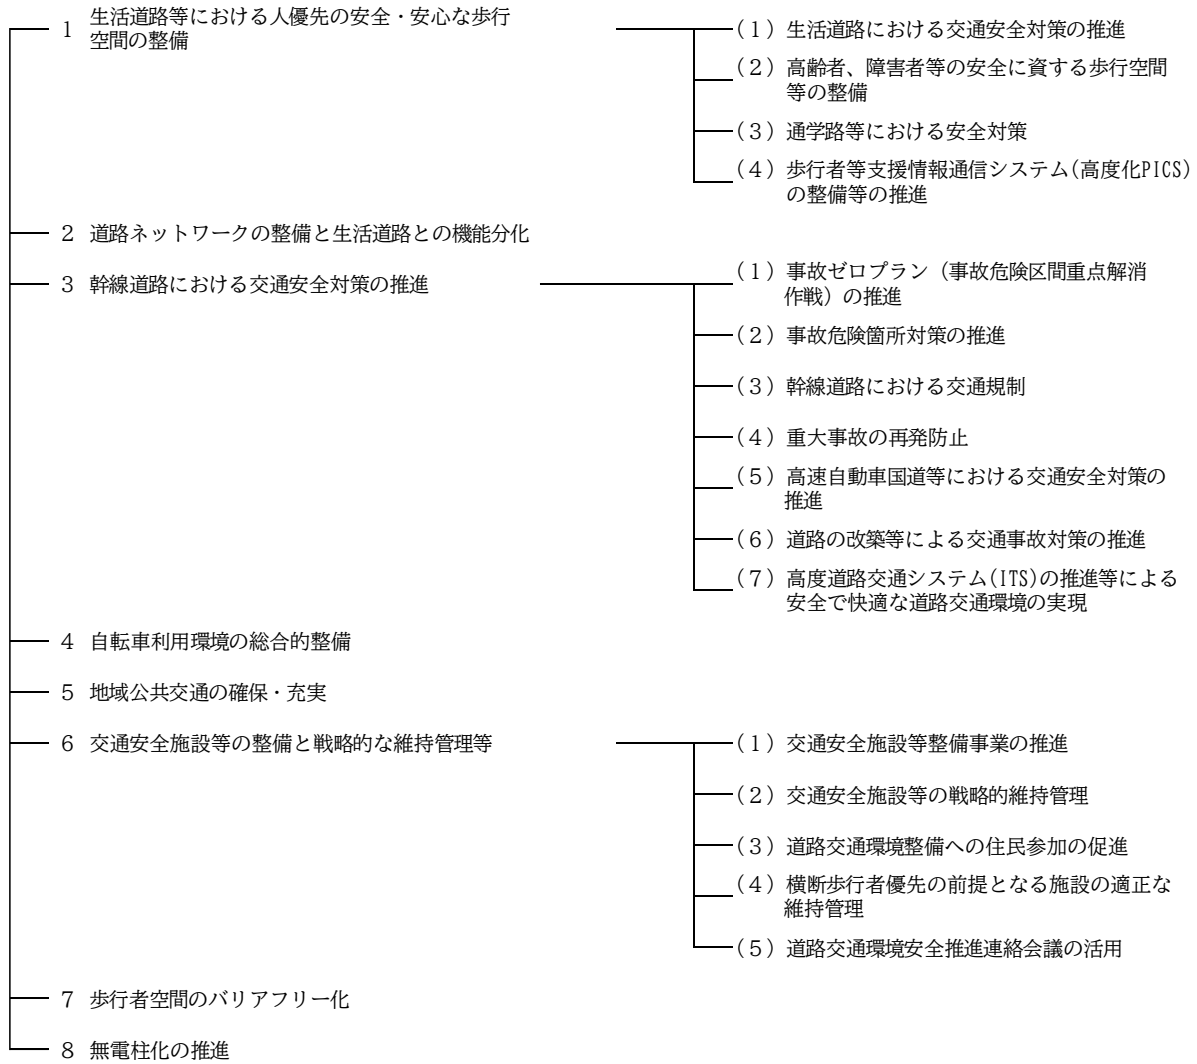 1 生活道路等における人優先の安全・安心な歩行
空間の整備
(1) 生活道路における交通安全対策の推進
(2) 高齢者、障害者等の安全に資する歩行空間
等の整備
(3) 通学路等における安全対策
(4) 歩行者等支援情報通信システム(高度化PICS)
の整備等の推進
2 道路ネットワークの整備と生活道路との機能分化
3 幹線道路における交通安全対策の推進
(1) 事故ゼロプラン（事故危険区間重点解消
作戦）の推進
(2) 事故危険箇所対策の推進
(3) 幹線道路における交通規制
(4) 重大事故の再発防止
(5) 高速自動車国道等における交通安全対策の
推進
(6) 道路の改築等による交通事故対策の推進
(7) 高度道路交通システム(ITS)の推進等による
安全で快適な道路交通環境の実現
4 自転車利用環境の総合的整備
5 地域公共交通の確保・充実
6 交通安全施設等の整備と戦略的な維持管理等
(1) 交通安全施設等整備事業の推進
(2) 交通安全施設等の戦略的維持管理
(3) 道路交通環境整備への住民参加の促進
(4) 横断歩行者優先の前提となる施設の適正な
維持管理
(5) 道路交通環境安全推進連絡会議の活用
7 歩行者空間のバリアフリー化
8 無電柱化の推進